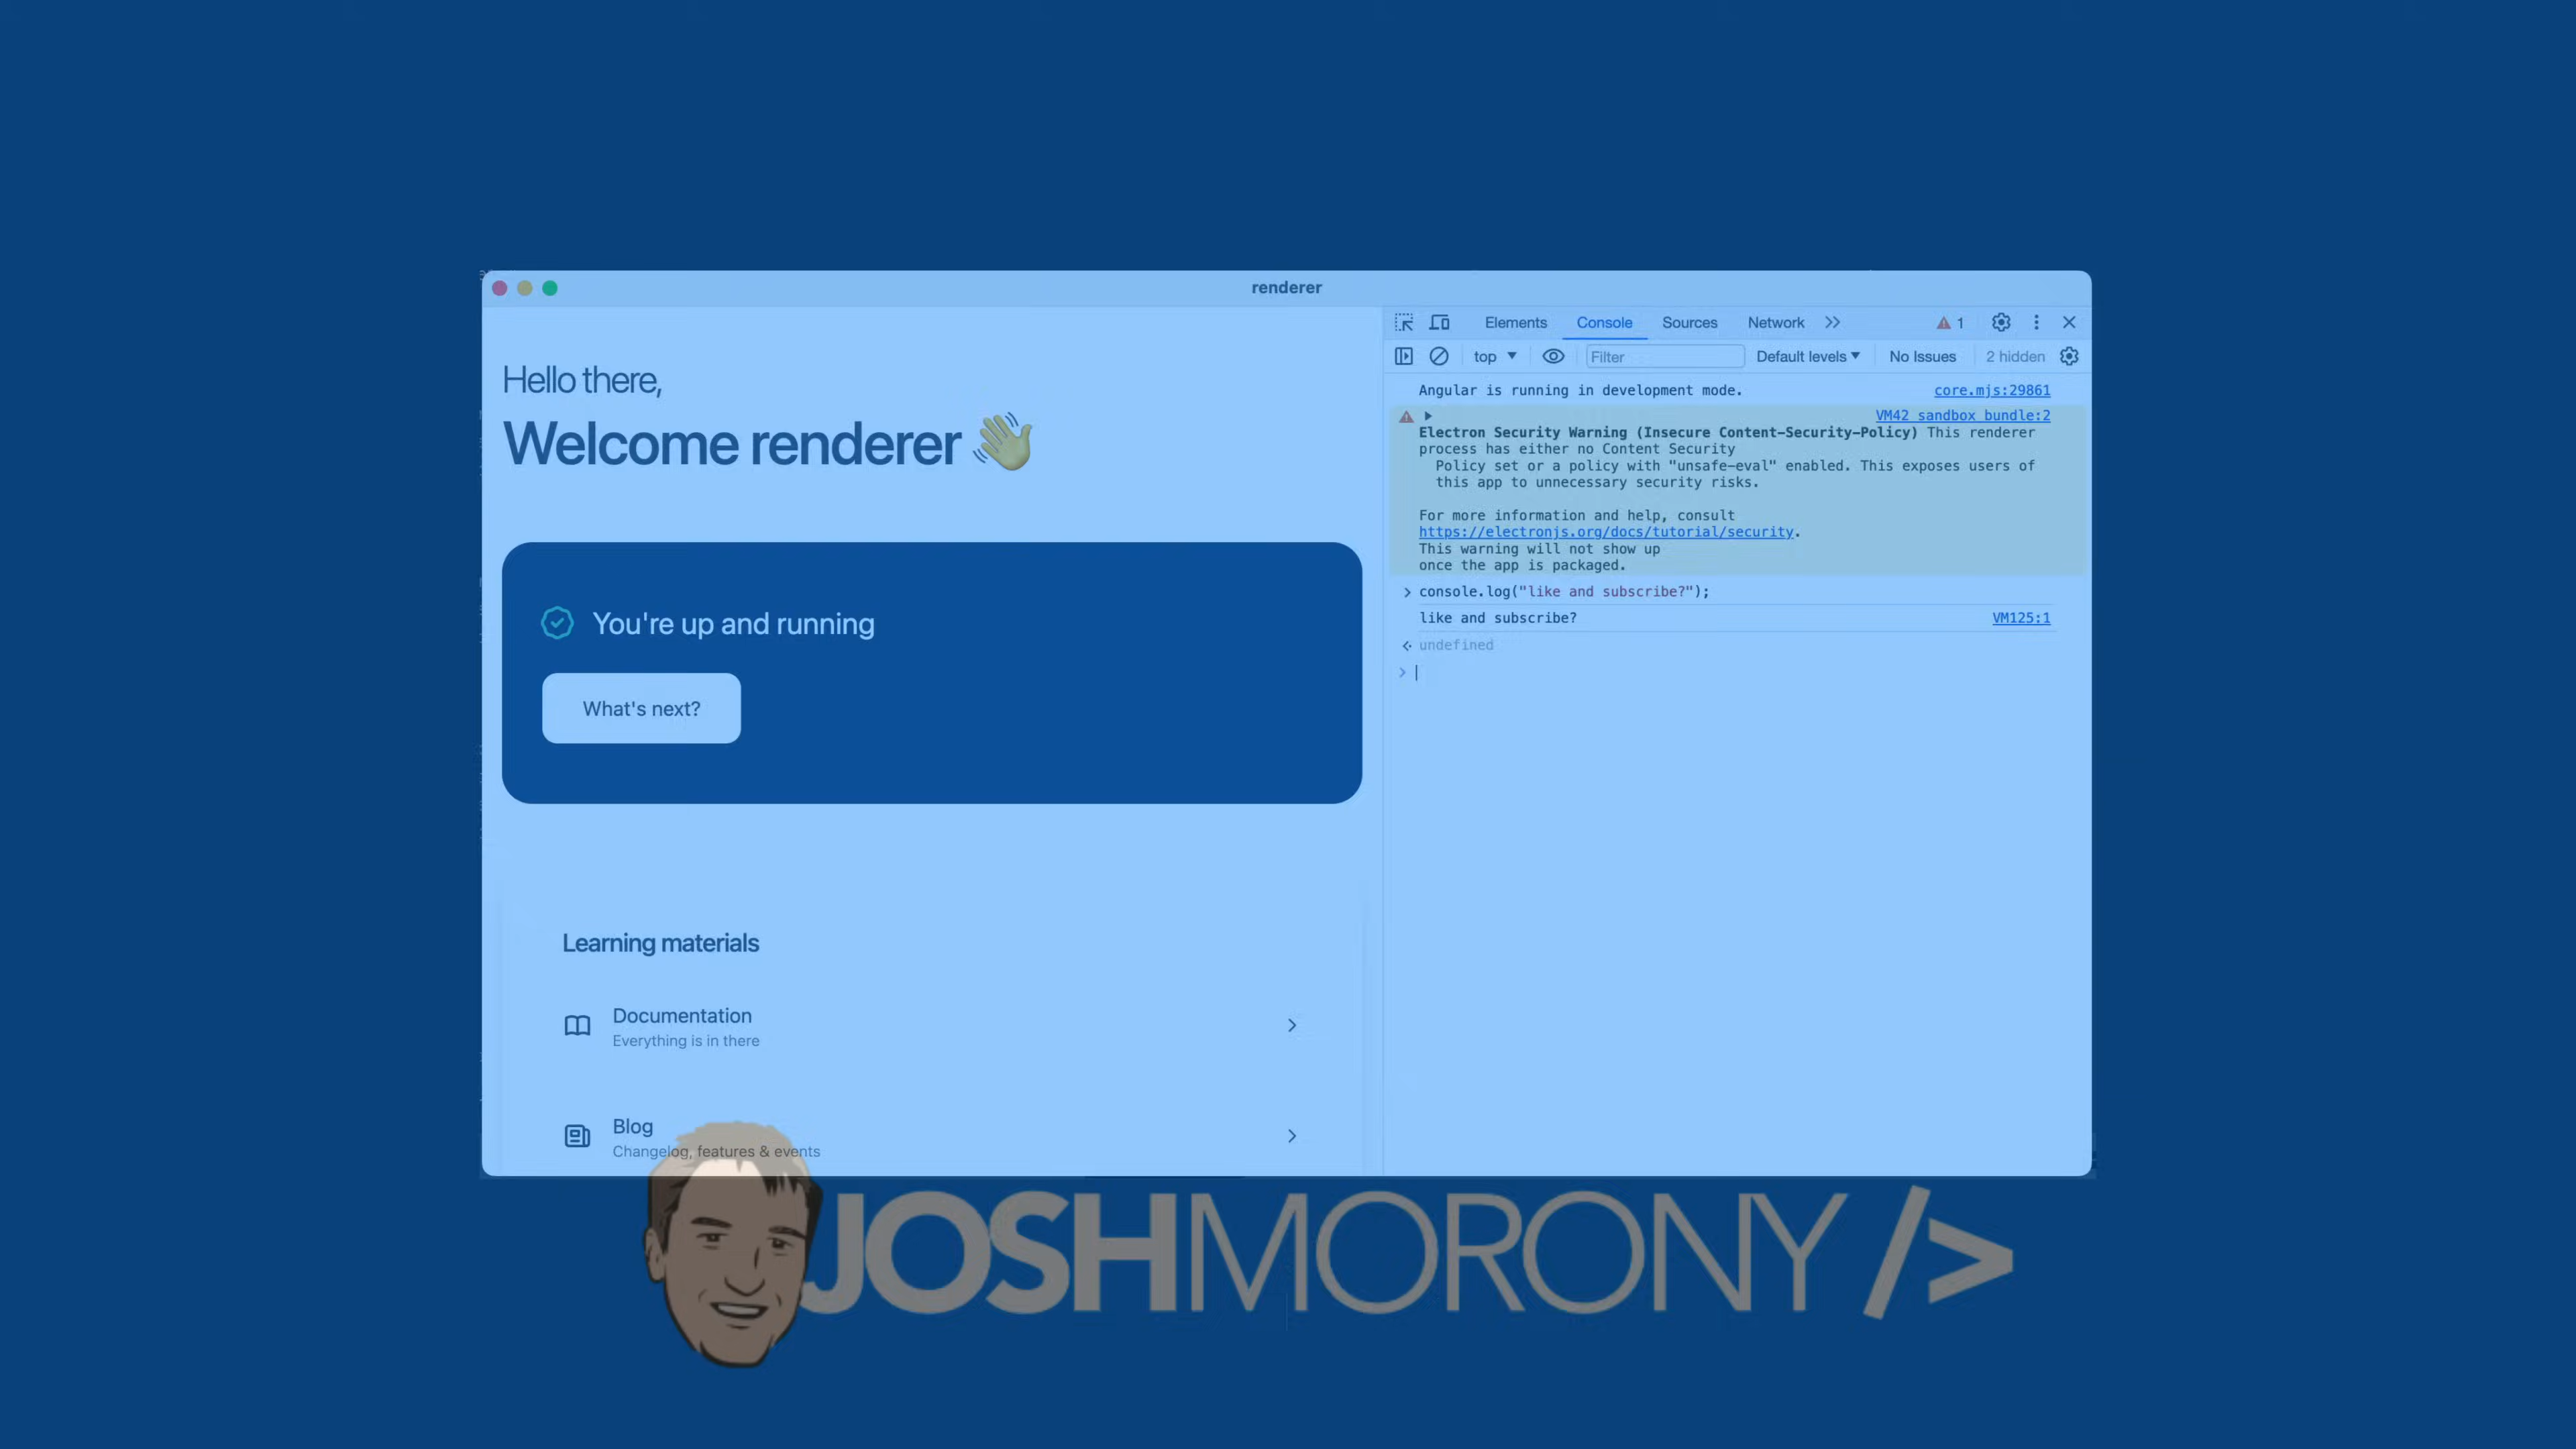 renderer
Hello there,
Welcome renderer
You're up and running
What's next?
Learning materials
Documentation
Everything is in there
Blog
Changelog, features & events
Elements Console Sources Network 1
top Filter Default levels No Issues 2 hidden
Angular is running in development mode. core.mjs:29861
VM42 sandbox bundle:2
Electron Security Warning (Insecure Content-Security-Policy) This renderer
process has either no Content Security
Policy set or a policy with "unsafe-eval" enabled. This exposes users of
this app to unnecessary security risks.
For more information and help, consult
https://electronjs.org/docs/tutorial/security.
This warning will not show up
once the app is packaged.
console.log("like and subscribe?");
like and subscribe? VM125:1
undefined
JOSHMORONY />